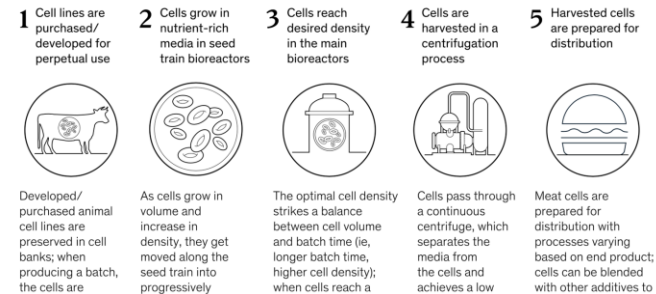 1 Cell lines are
purchased/
developed for
perpetual use
2 Cells grow in
nutrient-rich
media in seed
train bioreactors
3 Cells reach
desired density
in the main
bioreactors
4 Cells are
harvested in a
centrifugation
process
5 Harvested cells
are prepared for
distribution
Developed/
purchased animal
cell lines are
preserved in cell
banks; when
producing a batch,
the cells are
As cells grow in
volume and
increase in
density, they get
moved along the
seed train into
progressively
The optimal cell density
strikes a balance
between cell volume
and batch time (ie,
longer batch time,
higher cell density);
when cells reach a
Cells pass through
a continuous
centrifuge, which
separates the
media from
the cells and
achieves a low
Meat cells are
prepared for
distribution with
processes varying
based on end product;
cells can be blended
with other additives to